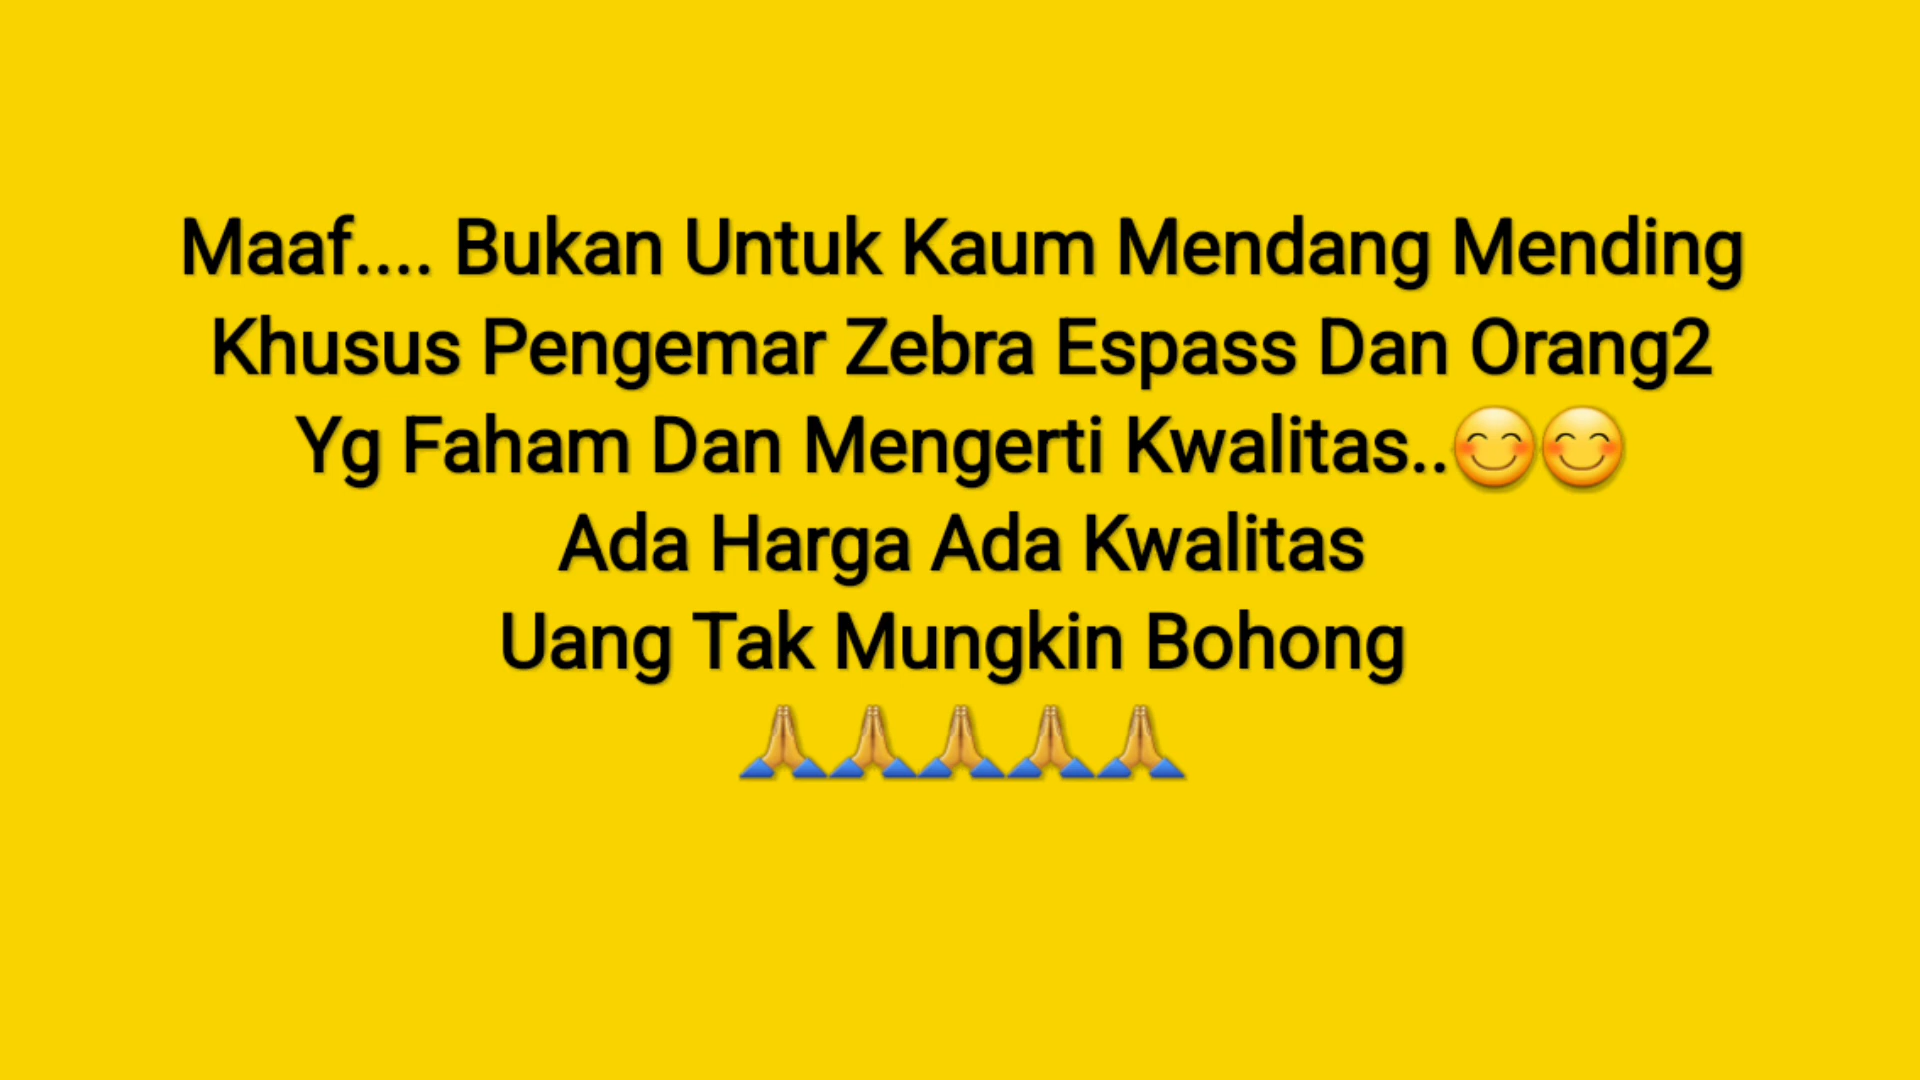 Maaf.... Bukan Untuk Kaum Mendang Mending
Khusus Pengemar Zebra Espass Dan Orang2
Yg Faham Dan Mengerti Kwalitas..😊😊
Ada Harga Ada Kwalitas
Uang Tak Mungkin Bohong
🙏🙏🙏🙏🙏